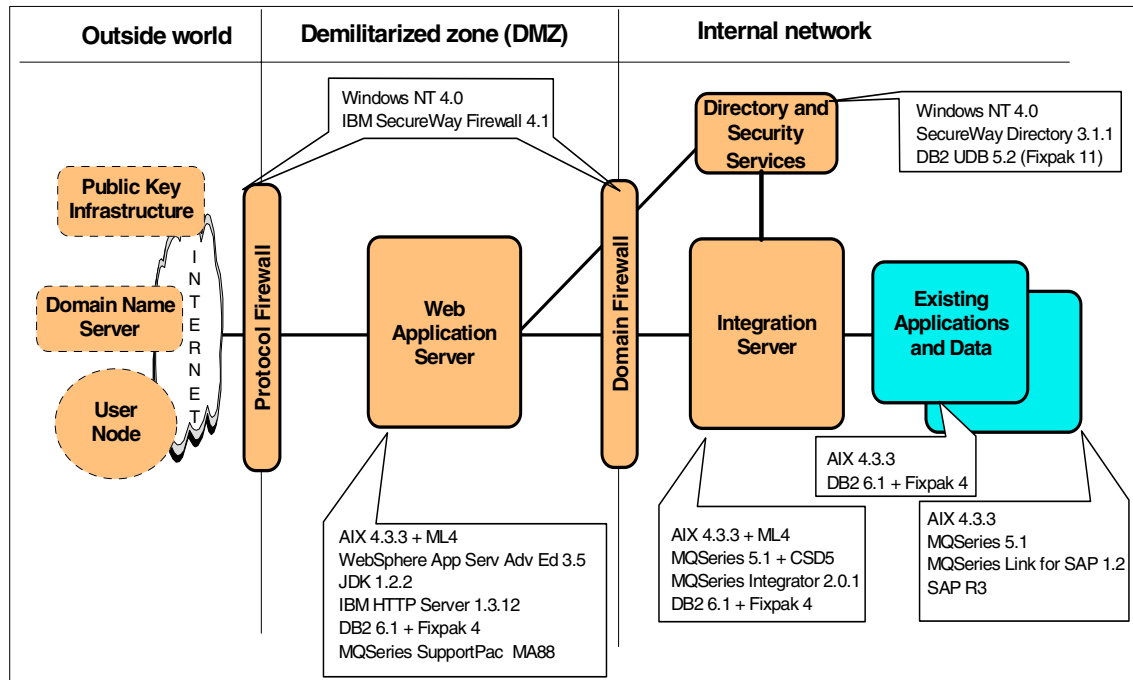 Outside world
Demilitarized zone (DMZ)
Internal network
Windows NT 4.0
IBM SecureWay Firewall 4.1
Directory and
Security
Services
Windows NT 4.0
SecureWay Directory 3.1.1
DB2 UDB 5.2 (Fixpak 11)
Public Key
Infrastructure
Domain Name
Server
User
Node
INTERNET
Protocol Firewall
Web
Application
Server
Domain Firewall
Integration
Server
Existing
Applications
and Data
AIX 4.3.3 + ML4
WebSphere App Serv Adv Ed 3.5
JDK 1.2.2
IBM HTTP Server 1.3.12
DB2 6.1 + Fixpak 4
MQSeries SupportPac MA88
AIX 4.3.3 + ML4
MQSeries 5.1 + CSD5
MQSeries Integrator 2.0.1
DB2 6.1 + Fixpak 4
AIX 4.3.3
DB2 6.1 + Fixpak 4
AIX 4.3.3
MQSeries 5.1
MQSeries Link for SAP 1.2
SAP R3